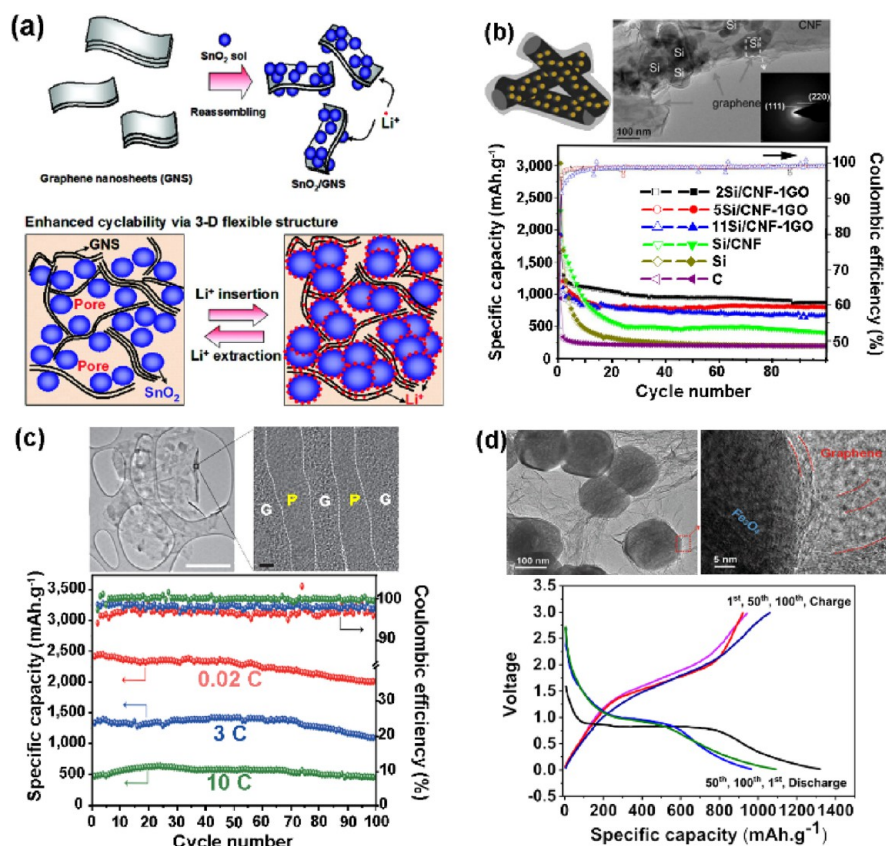 (a)
SnO2 sol
Reassembling
Li+
Graphene nanosheets (GNS)
SnO2/GNS
Enhanced cyclability via 3-D flexible structure
GNS
Pore
Pore
SnO2
Li+ insertion
Li+ extraction
Li+
(b)
Si
Si
Si
Si
CNF
graphene
100 nm
(111)
(220)
Specific capacity (mAh.g-1)
3,000
2,500
2,000
1,500
1,000
500
0
2Si/CNF-1GO
5Si/CNF-1GO
11Si/CNF-1GO
Si/CNF
Si
C
100
90
80
70
60
50
Coulombic efficiency (%)
0 20 40 60 80
Cycle number
(c)
G P G P G
Specific capacity (mAh.g-1)
3,500
3,000
2,500
2,000
1,500
1,000
500
0
0.02 C
3 C
10 C
100
90
30
20
10
0
Coulombic efficiency (%)
0 10 20 30 40 50 60 70 80 90 100
Cycle number
(d)
100 nm
Fe3O4
Graphene
5 nm
Voltage
3.5
3.0
2.5
2.0
1.5
1.0
0.5
0.0
-0.5
1st, 50th, 100th, Charge
50th, 100th, 1st, Discharge
0 200 400 600 800 1000 1200 1400
Specific capacity (mAh.g-1)